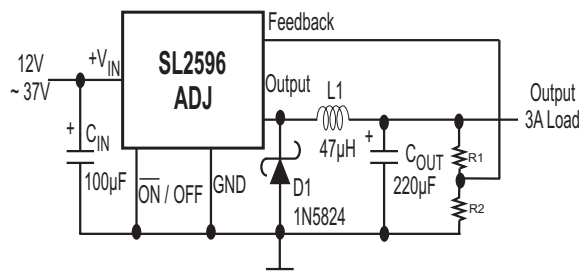 Feedback
12V
~ 37V
+VIN
SL2596
ADJ
Output
L1
47µH
Output
3A Load
+
CIN
100µF
ON / OFF
GND
D1
1N5824
+
COUT
220µF
R1
R2